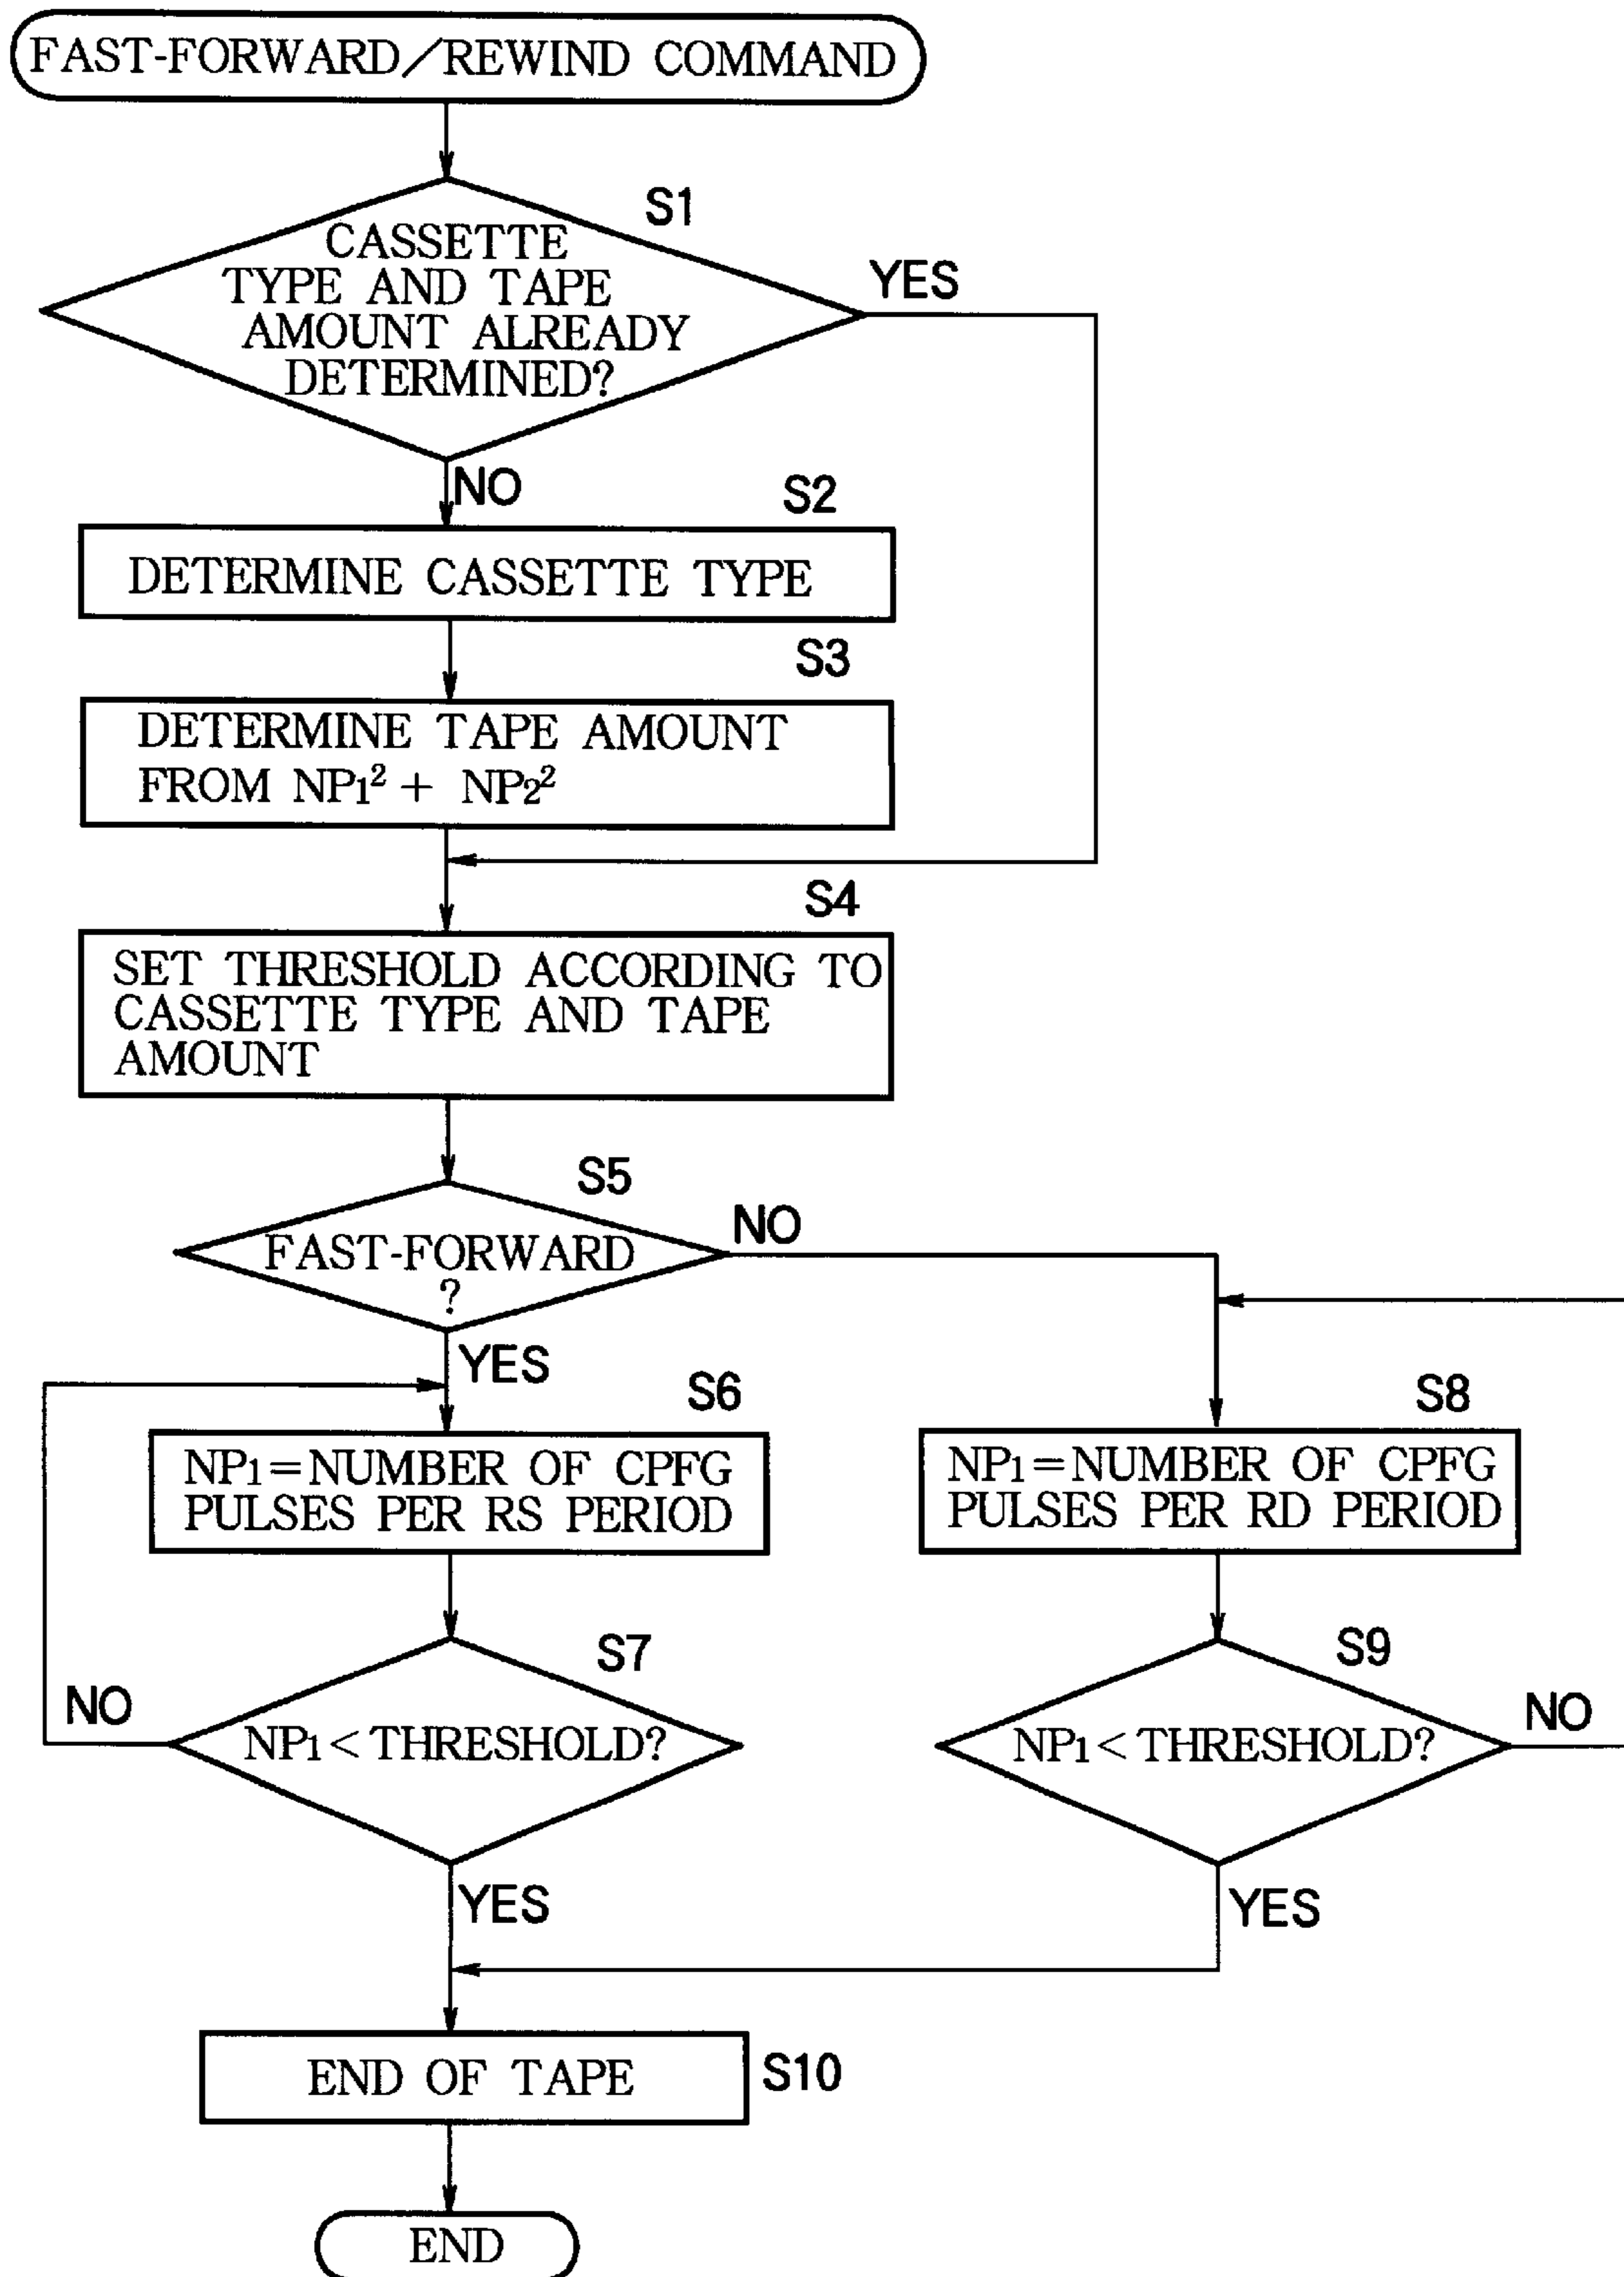 FAST-FORWARD/REWIND COMMAND
S1
CASSETTE
TYPE AND TAPE
AMOUNT ALREADY
DETERMINED?
YES
NO
S2
DETERMINE CASSETTE TYPE
S3
DETERMINE TAPE AMOUNT
FROM NP₁² + NP₂²
S4
SET THRESHOLD ACCORDING TO
CASSETTE TYPE AND TAPE
AMOUNT
S5
FAST-FORWARD
?
NO
YES
S6
NP₁=NUMBER OF CPFG
PULSES PER RS PERIOD
S8
NP₁=NUMBER OF CPFG
PULSES PER RD PERIOD
S7
NP₁<THRESHOLD?
NO
YES
S9
NP₁<THRESHOLD?
NO
YES
END OF TAPE
S10
END